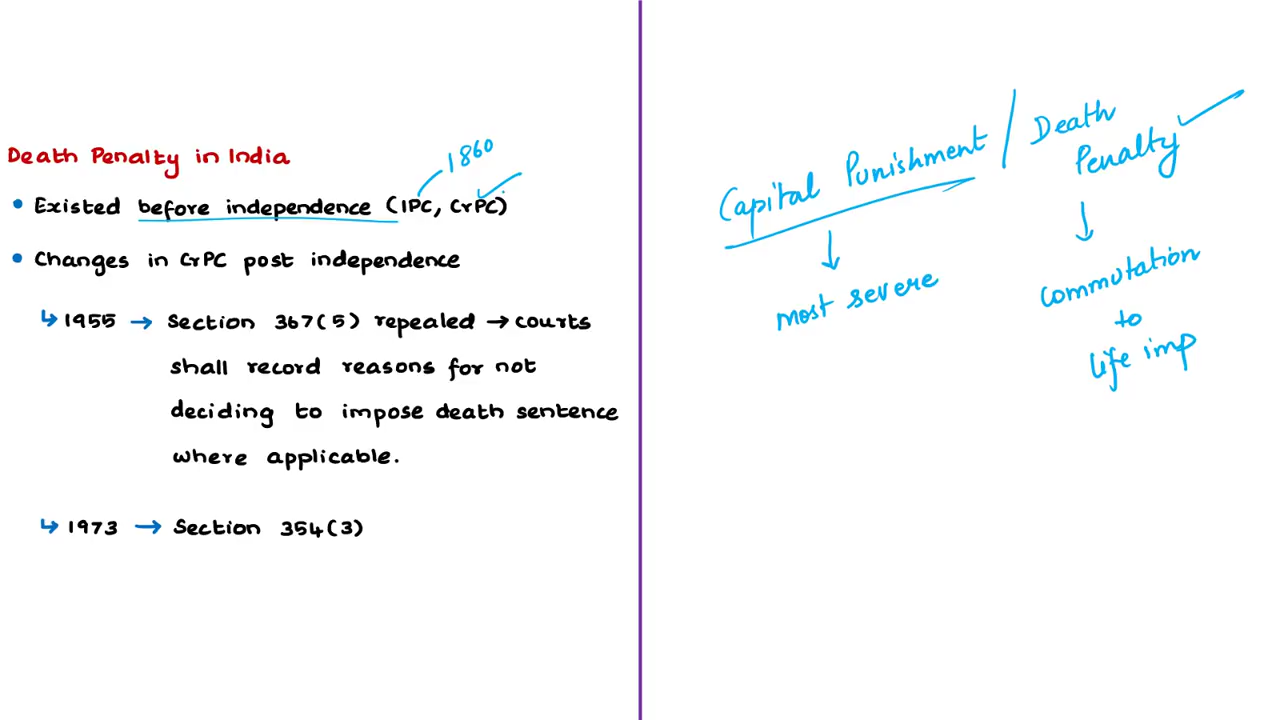 Death Penalty in India
1860
• Existed before independence (IPC, CrPC)
• Changes in CrPC post independence
↳ 1955 → Section 367(5) repealed → courts
shall record reasons for not
deciding to impose death sentence
where applicable.
↳ 1973 → Section 354(3)
Capital Punishment / Death
Penalty
most severe
commutation
to
life imp